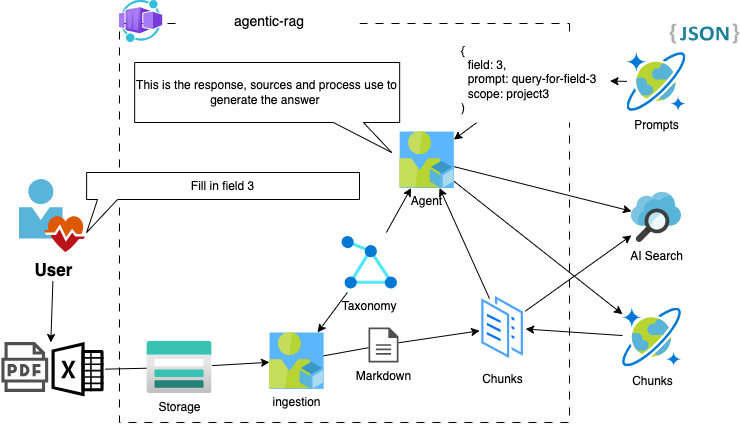 agentic-rag
{ JSON }
{
field: 3,
prompt: query-for-field-3
scope: project3
)
This is the response, sources and process use to
generate the answer
Prompts
Fill in field 3
Agent
User
AI Search
Taxonomy
PDF
X
Markdown
Storage
ingestion
Chunks
Chunks